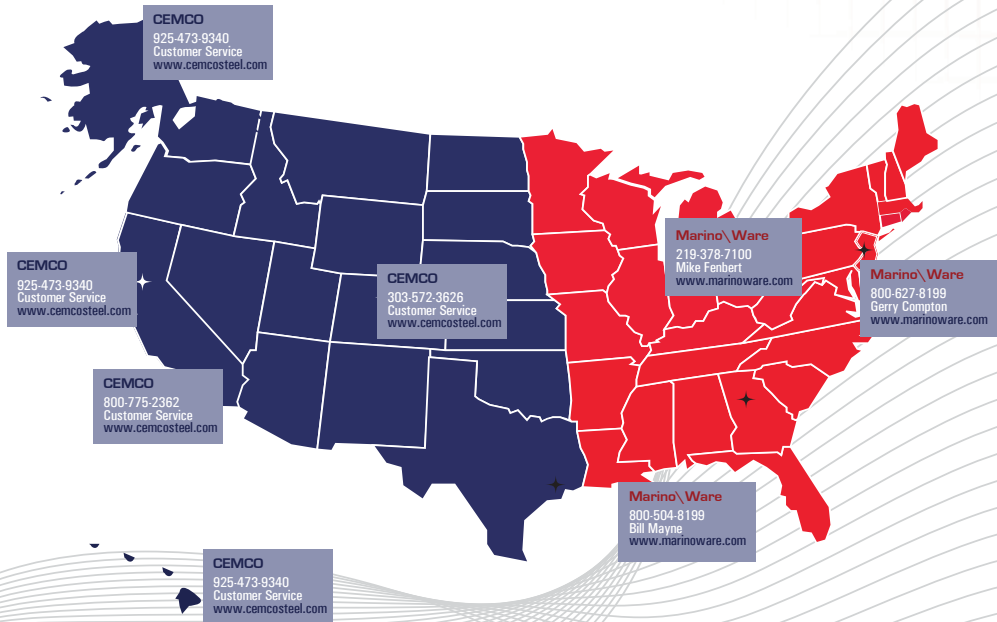 CEMCO
925-473-9340
Customer Service
www.cemcosteel.com
Marino\Ware
219-378-7100
Mike Fenbert
www.marinoware.com
CEMCO
925-473-9340
Customer Service
www.cemcosteel.com
CEMCO
303-572-3626
Customer Service
www.cemcosteel.com
Marino\Ware
800-627-8199
Gerry Compton
www.marinoware.com
CEMCO
800-775-2362
Customer Service
www.cemcosteel.com
Marino\Ware
800-504-8199
Bill Mayne
www.marinoware.com
CEMCO
925-473-9340
Customer Service
www.cemcosteel.com